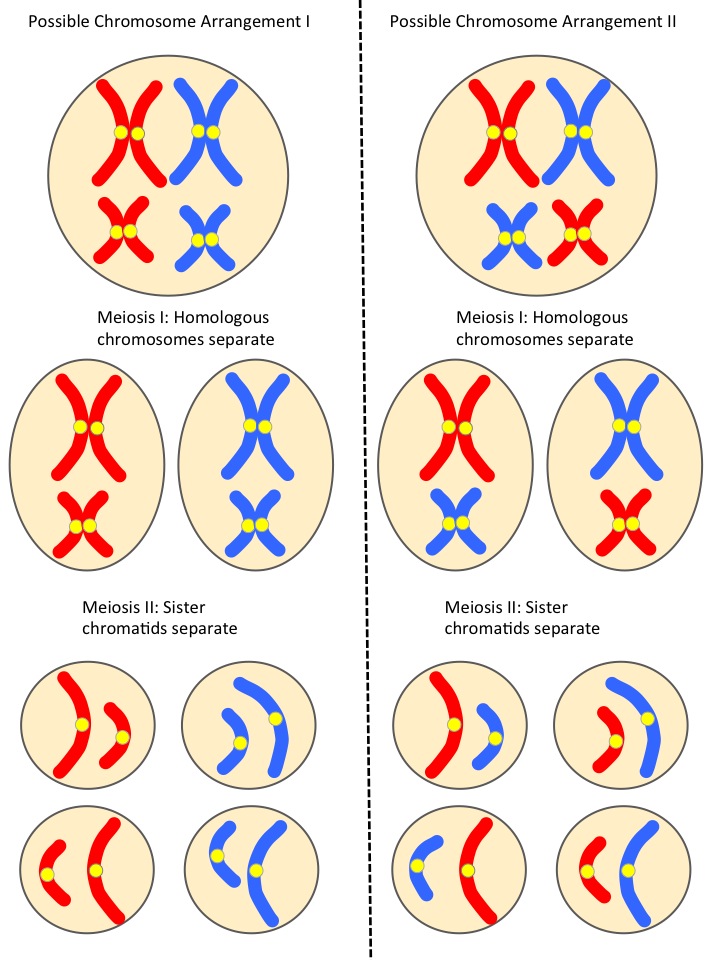 Possible Chromosome Arrangement I
Possible Chromosome Arrangement II
Meiosis I: Homologous
chromosomes separate
Meiosis I: Homologous
chromosomes separate
Meiosis II: Sister
chromatids separate
Meiosis II: Sister
chromatids separate